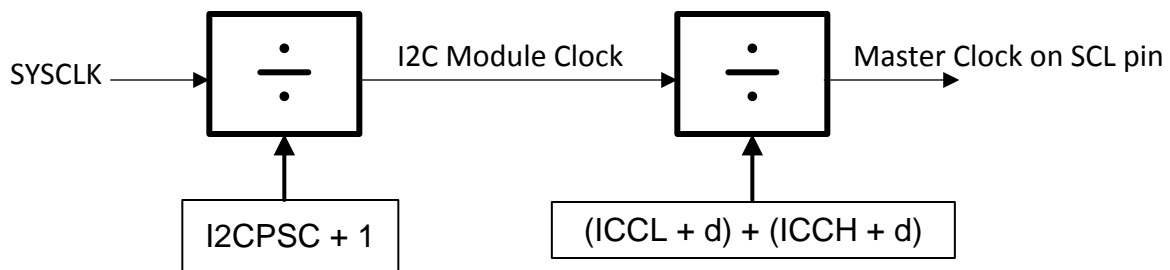 SYSCLK
I2C Module Clock
Master Clock on SCL pin
I2CPSC + 1
(ICCL + d) + (ICCH + d)